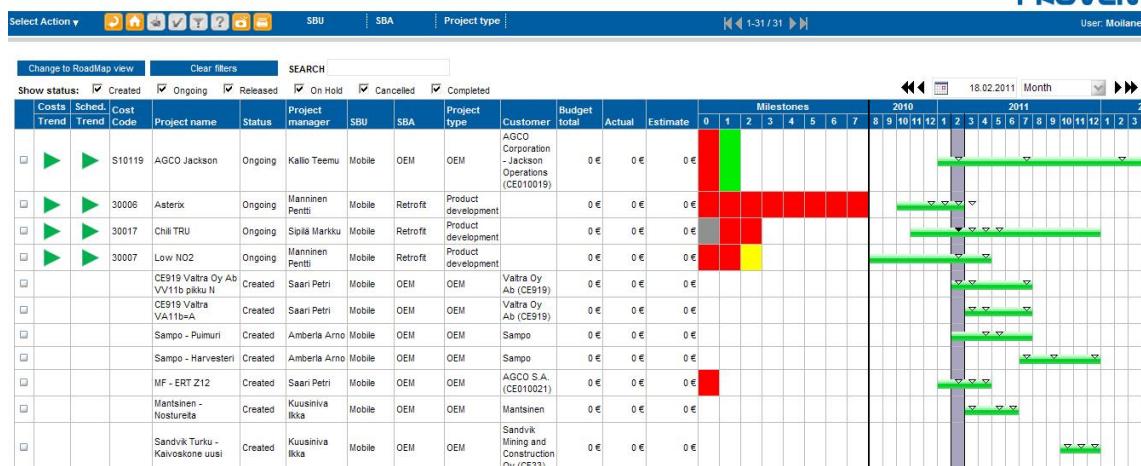 PROVEN
Select Action SBU SBA Project type 1-31 / 31 User: Moilane
Change to RoadMap view Clear filters SEARCH
Show status: Created Ongoing Released On Hold Cancelled Completed 18.02.2011 Month
Costs Trend Sched. Trend Cost Code Project name Status Project manager SBU SBA Project type Customer Budget total Actual Estimate Milestones 2010 2011 2
0 1 2 3 4 5 6 7 8 9 10 11 12 1 2 3 4 5 6 7 8 9 10 11 12 1 2 3
S10119 AGCO Jackson Ongoing Kallio Teemu Mobile OEM OEM AGCO Corporation - Jackson Operations (CE010019) 0 € 0 € 0 €
30006 Asterix Ongoing Manninen Pentti Mobile Retrofit Product development 0 € 0 € 0 €
30017 Chili TRU Ongoing Sipilä Markku Mobile Retrofit Product development 0 € 0 € 0 €
30007 Low NO2 Ongoing Manninen Pentti Mobile Retrofit Product development 0 € 0 € 0 €
CE919 Valtra Oy Ab VV11b pikku N Created Saari Petri Mobile OEM OEM Valtra Oy Ab (CE919) 0 € 0 € 0 €
CE919 Valtra VA11b=A Created Saari Petri Mobile OEM OEM Valtra Oy Ab (CE919) 0 € 0 € 0 €
Sampo - Puimuri Created Amberla Arno Mobile OEM OEM Sampo 0 € 0 € 0 €
Sampo - Harvesteri Created Amberla Arno Mobile OEM OEM Sampo 0 € 0 € 0 €
MF - ERT Z12 Created Saari Petri Mobile OEM OEM AGCO S.A. (CE010021) 0 € 0 € 0 €
Mantsinen - Nostureita Created Kuusiniva Ilkka Mobile OEM OEM Mantsinen 0 € 0 € 0 €
Sandvik Turku - Kaivoskone uusi Created Kuusiniva Ilkka Mobile OEM OEM Sandvik Mining and Construction Oy (CE33) 0 € 0 € 0 €